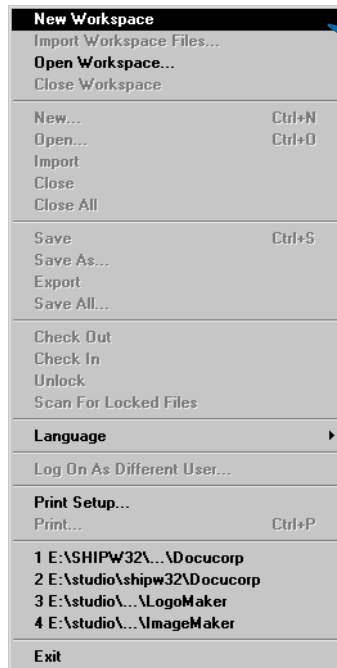 New Workspace
Import Workspace Files...
Open Workspace...
Close Workspace
New... Ctrl+N
Open... Ctrl+O
Import
Close
Close All
Save Ctrl+S
Save As...
Export
Save All...
Check Out
Check In
Unlock
Scan For Locked Files
Language
Log On As Different User...
Print Setup...
Print... Ctrl+P
1 E:\SHIPW32\...\Docucorp
2 E:\studio\shipw32\Docucorp
3 E:\studio\...\LogoMaker
4 E:\studio\...\ImageMaker
Exit